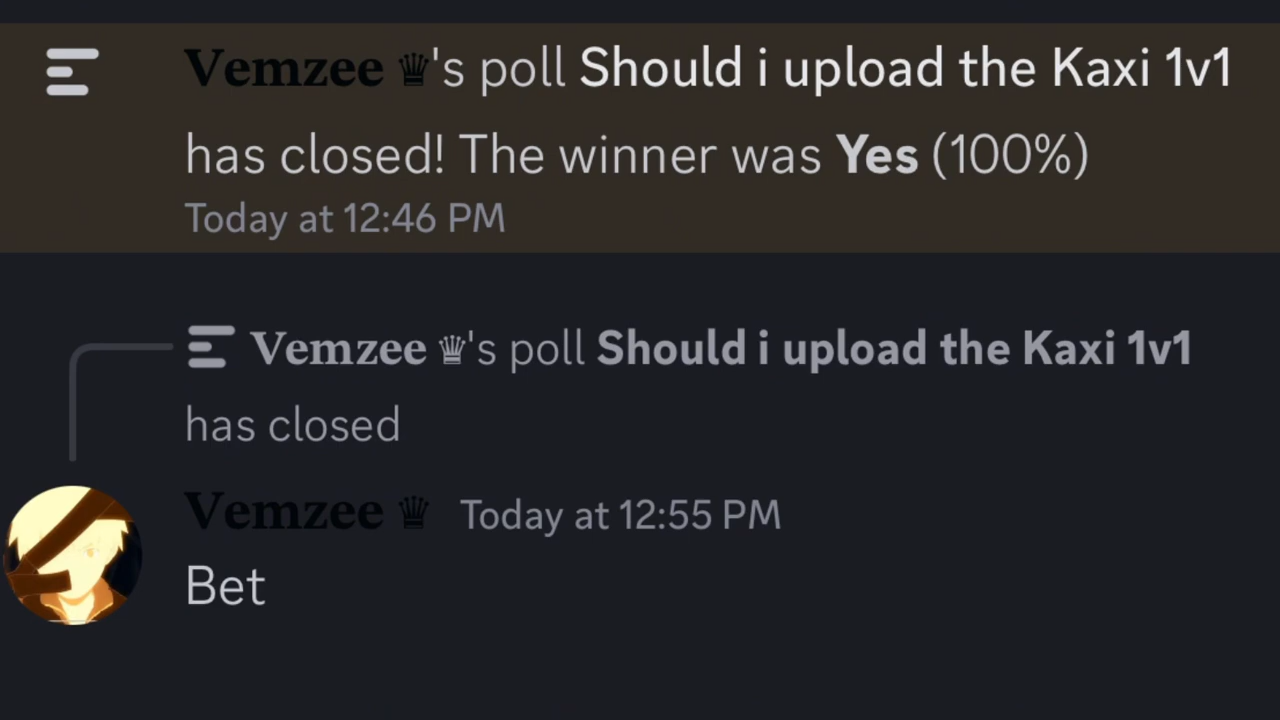 Vemzee ♛'s poll Should i upload the Kaxi 1v1
has closed! The winner was Yes (100%)
Today at 12:46 PM
Vemzee ♛'s poll Should i upload the Kaxi 1v1
has closed
Vemzee ♛ Today at 12:55 PM
Bet